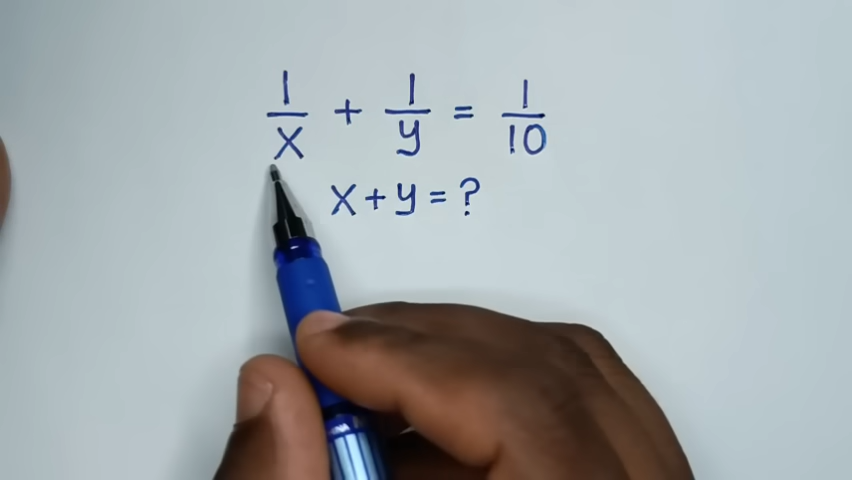 1/x + 1/y = 1/10
x+y=?